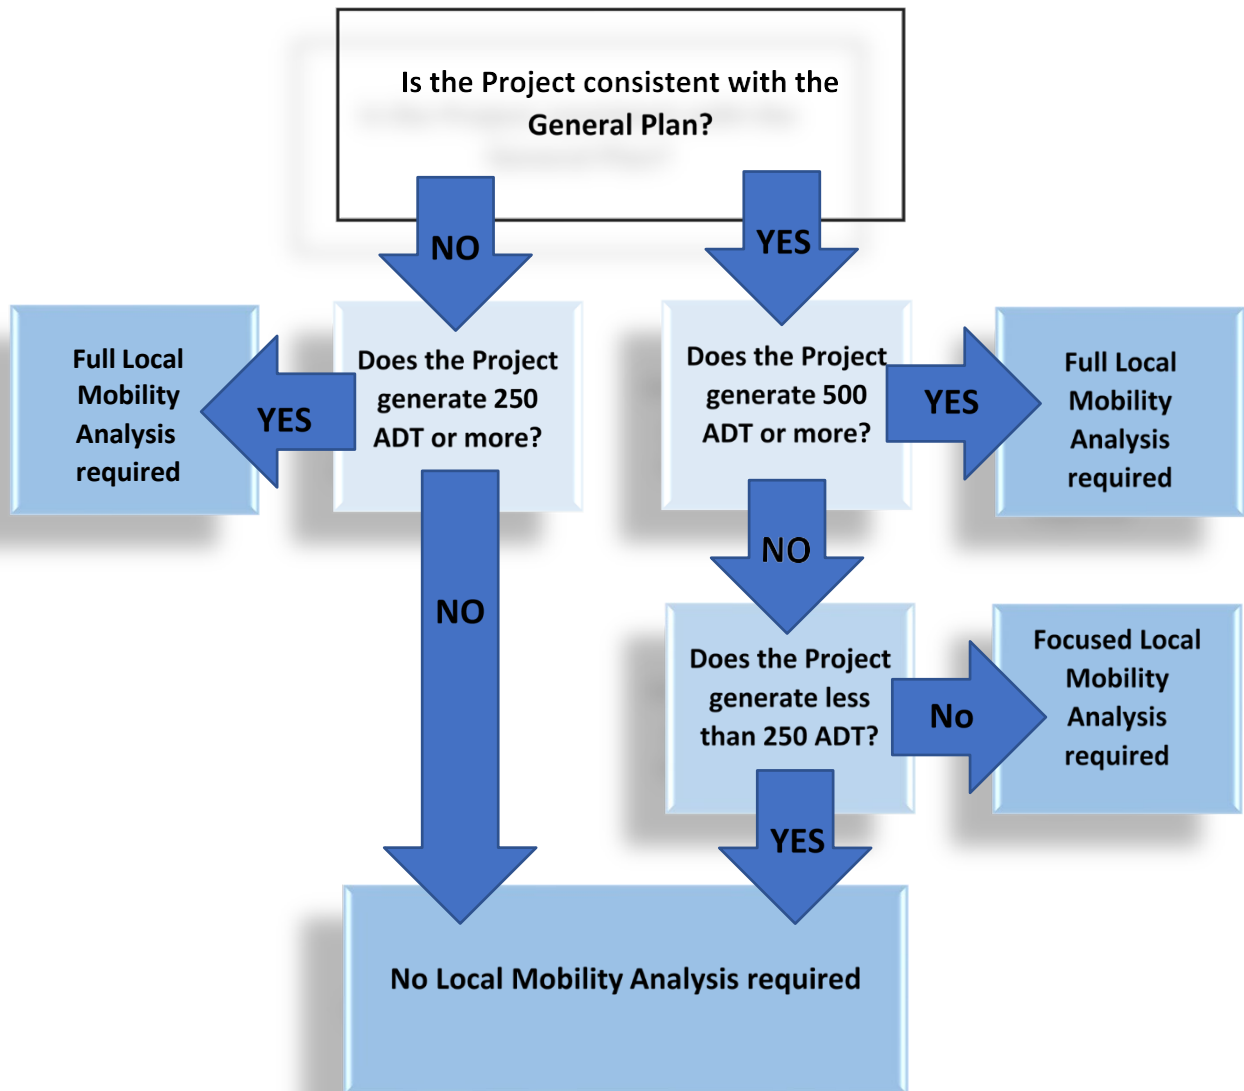 Is the Project consistent with the
General Plan?
NO
YES
Full Local
Mobility
Analysis
required
YES
Does the Project
generate 250
ADT or more?
Does the Project
generate 500
ADT or more?
YES
Full Local
Mobility
Analysis
required
NO
NO
Does the Project
generate less
than 250 ADT?
No
Focused Local
Mobility
Analysis
required
YES
No Local Mobility Analysis required